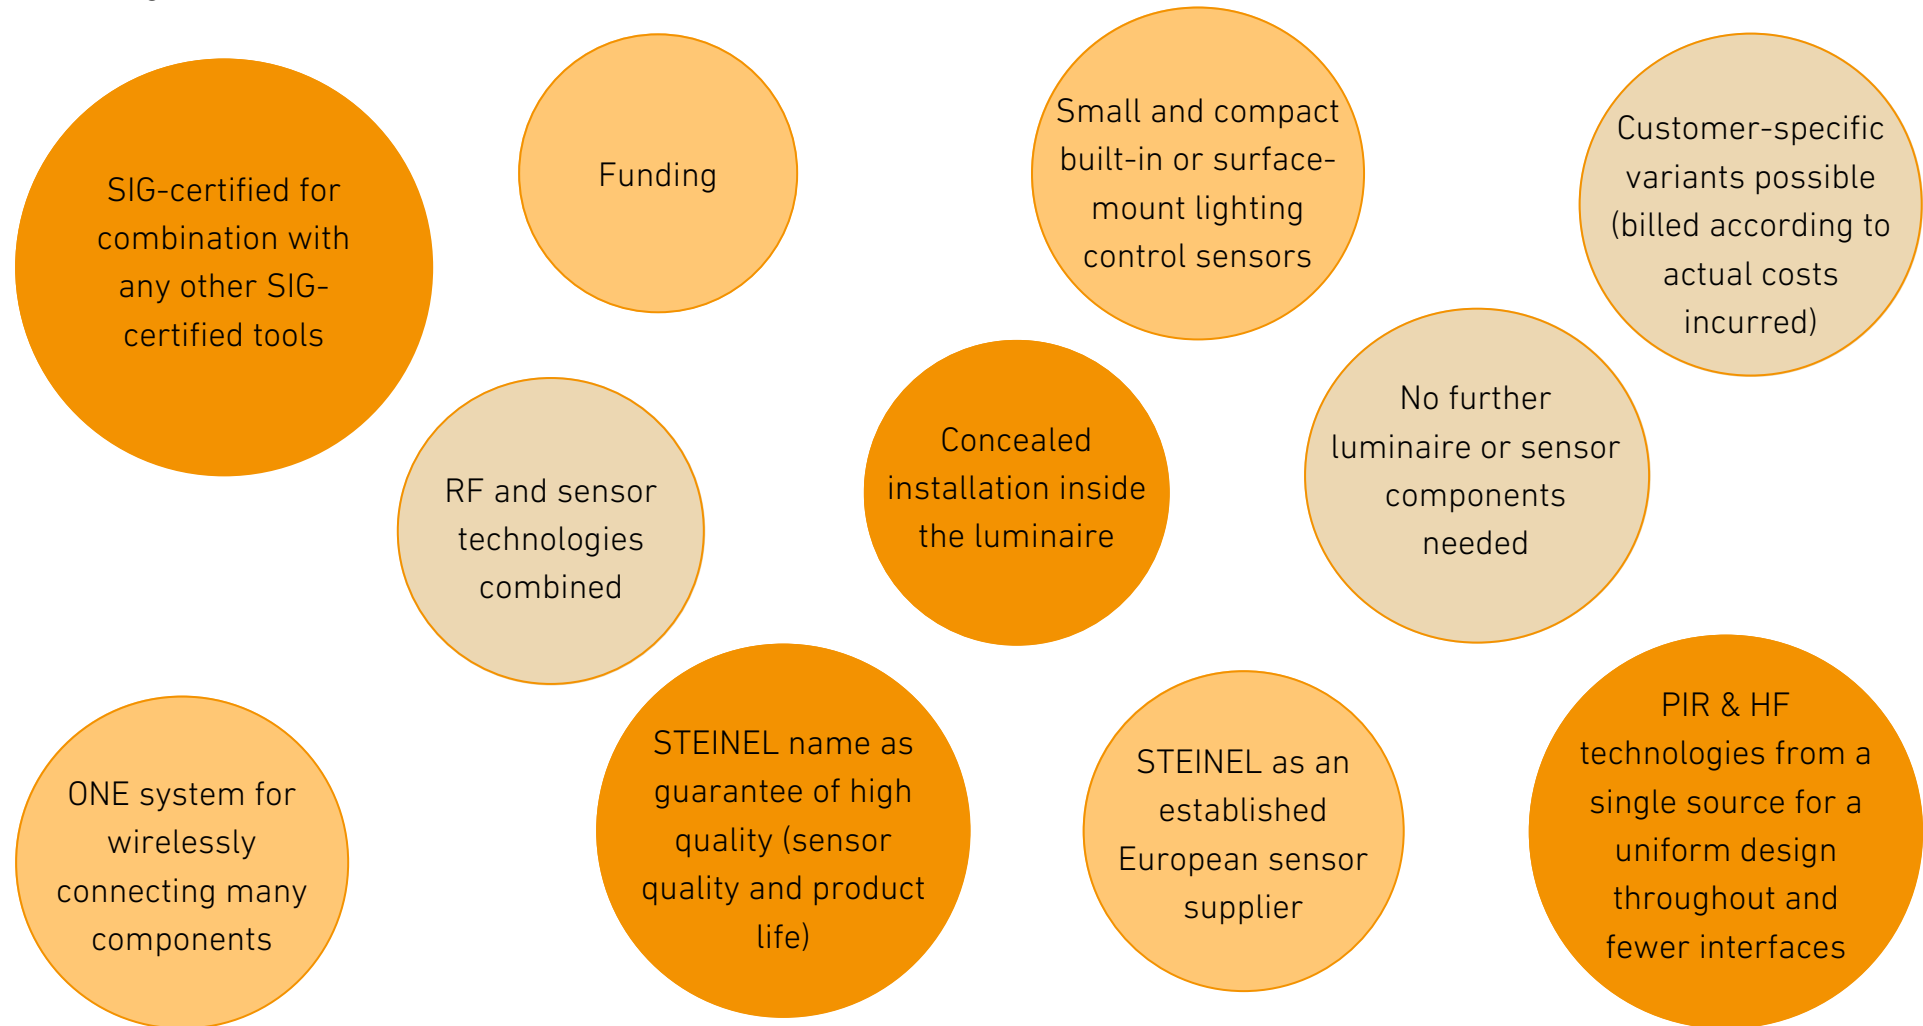 SIG-certified for
combination with
any other SIG-
certified tools
Funding
Small and compact
built-in or surface-
mount lighting
control sensors
Customer-specific
variants possible
(billed according to
actual costs
incurred)
RF and sensor
technologies
combined
Concealed
installation inside
the luminaire
No further
luminaire or sensor
components
needed
ONE system for
wirelessly
connecting many
components
STEINEL name as
guarantee of high
quality (sensor
quality and product
life)
STEINEL as an
established
European sensor
supplier
PIR & HF
technologies from a
single source for a
uniform design
throughout and
fewer interfaces